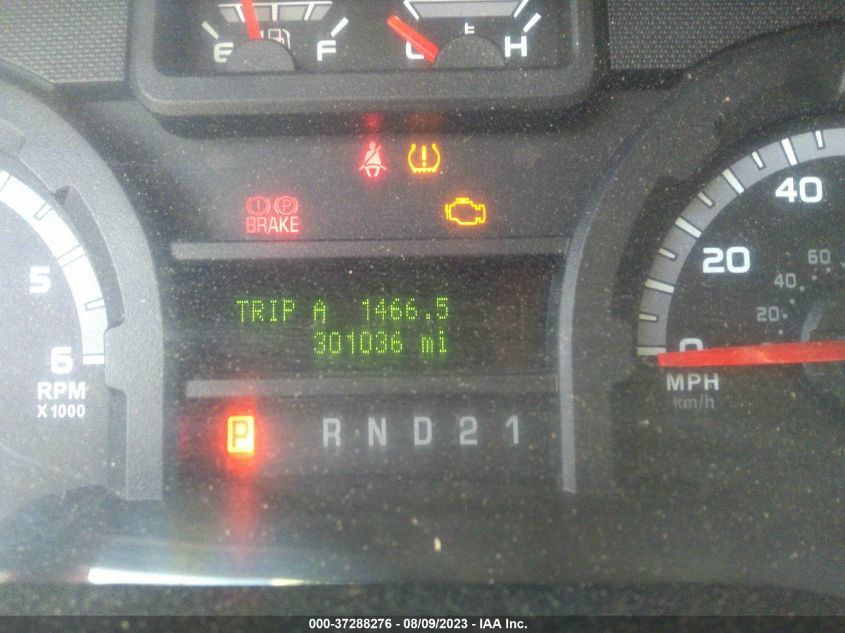 E F
C H
BRAKE
TRIP A 1466.5
301036 mi
P R N D 2 1
5
6
RPM
X 1000
40
20
0
60
40
20
MPH
km/h
000-37288276 - 08/09/2023 - IAA Inc.